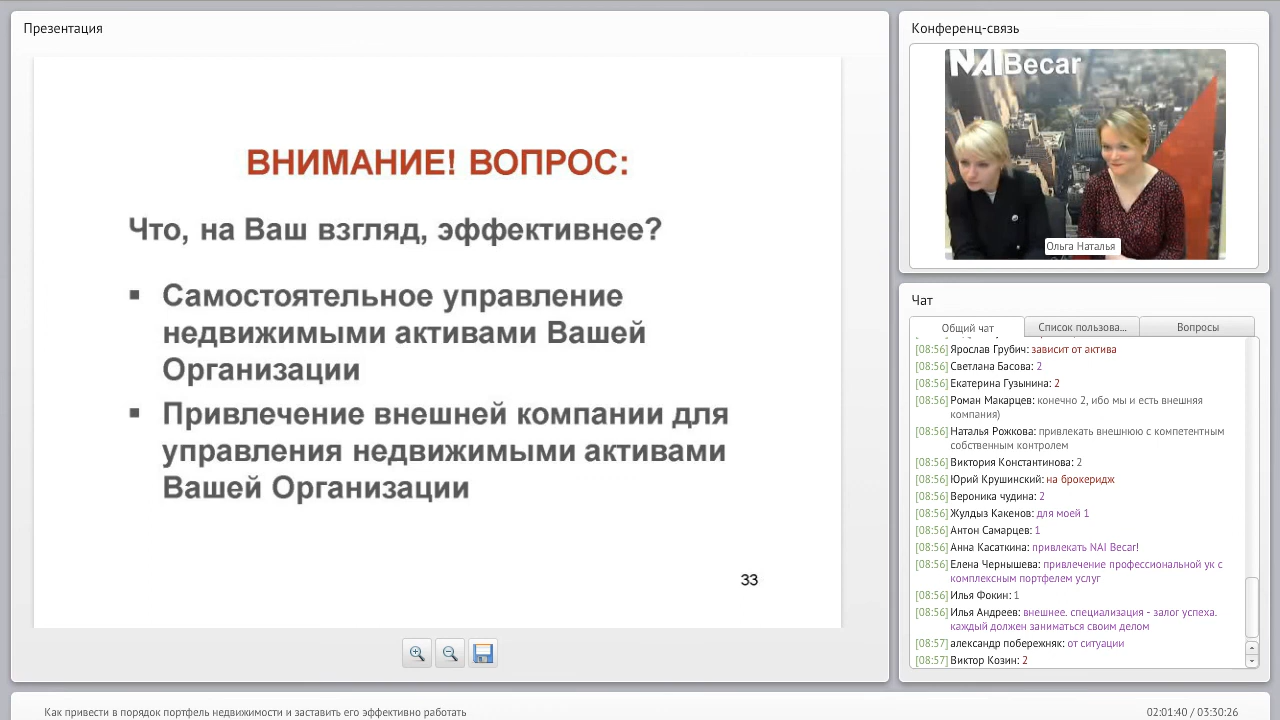 Презентация
ВНИМАНИЕ! ВОПРОС:
Что, на Ваш взгляд, эффективнее?
▪ Самостоятельное управление
недвижимыми активами Вашей
Организации
▪ Привлечение внешней компании для
управления недвижимыми активами
Вашей Организации
33
Конференц-связь
NAI Becar
Ольга Наталья
Чат
Общий чат
Список пользова...
Вопросы
[08:56] Ярослав Грубич: зависит от актива
[08:56] Светлана Басова: 2
[08:56] Екатерина Гузынина: 2
[08:56] Роман Макарцев: конечно 2, ибо мы и есть внешняя
компания)
[08:56] Наталья Рожкова: привлекать внешнюю с компетентным
собственным контролем
[08:56] Виктория Константинова: 2
[08:56] Юрий Крушинский: на брокеридж
[08:56] Вероника чудина: 2
[08:56] Жулдыз Какенов: для моей 1
[08:56] Антон Самарцев: 1
[08:56] Анна Касаткина: привлекать NAI Becar!
[08:56] Елена Чернышева: привлечение профессиональной ук с
комплексным портфелем услуг
[08:56] Илья Фокин: 1
[08:56] Илья Андреев: внешнее. специализация - залог успеха.
каждый должен заниматься своим делом
[08:57] александр побережняк: от ситуации
[08:57] Виктор Козин: 2
Как привести в порядок портфель недвижимости и заставить его эффективно работать
02:01:40 / 03:30:26